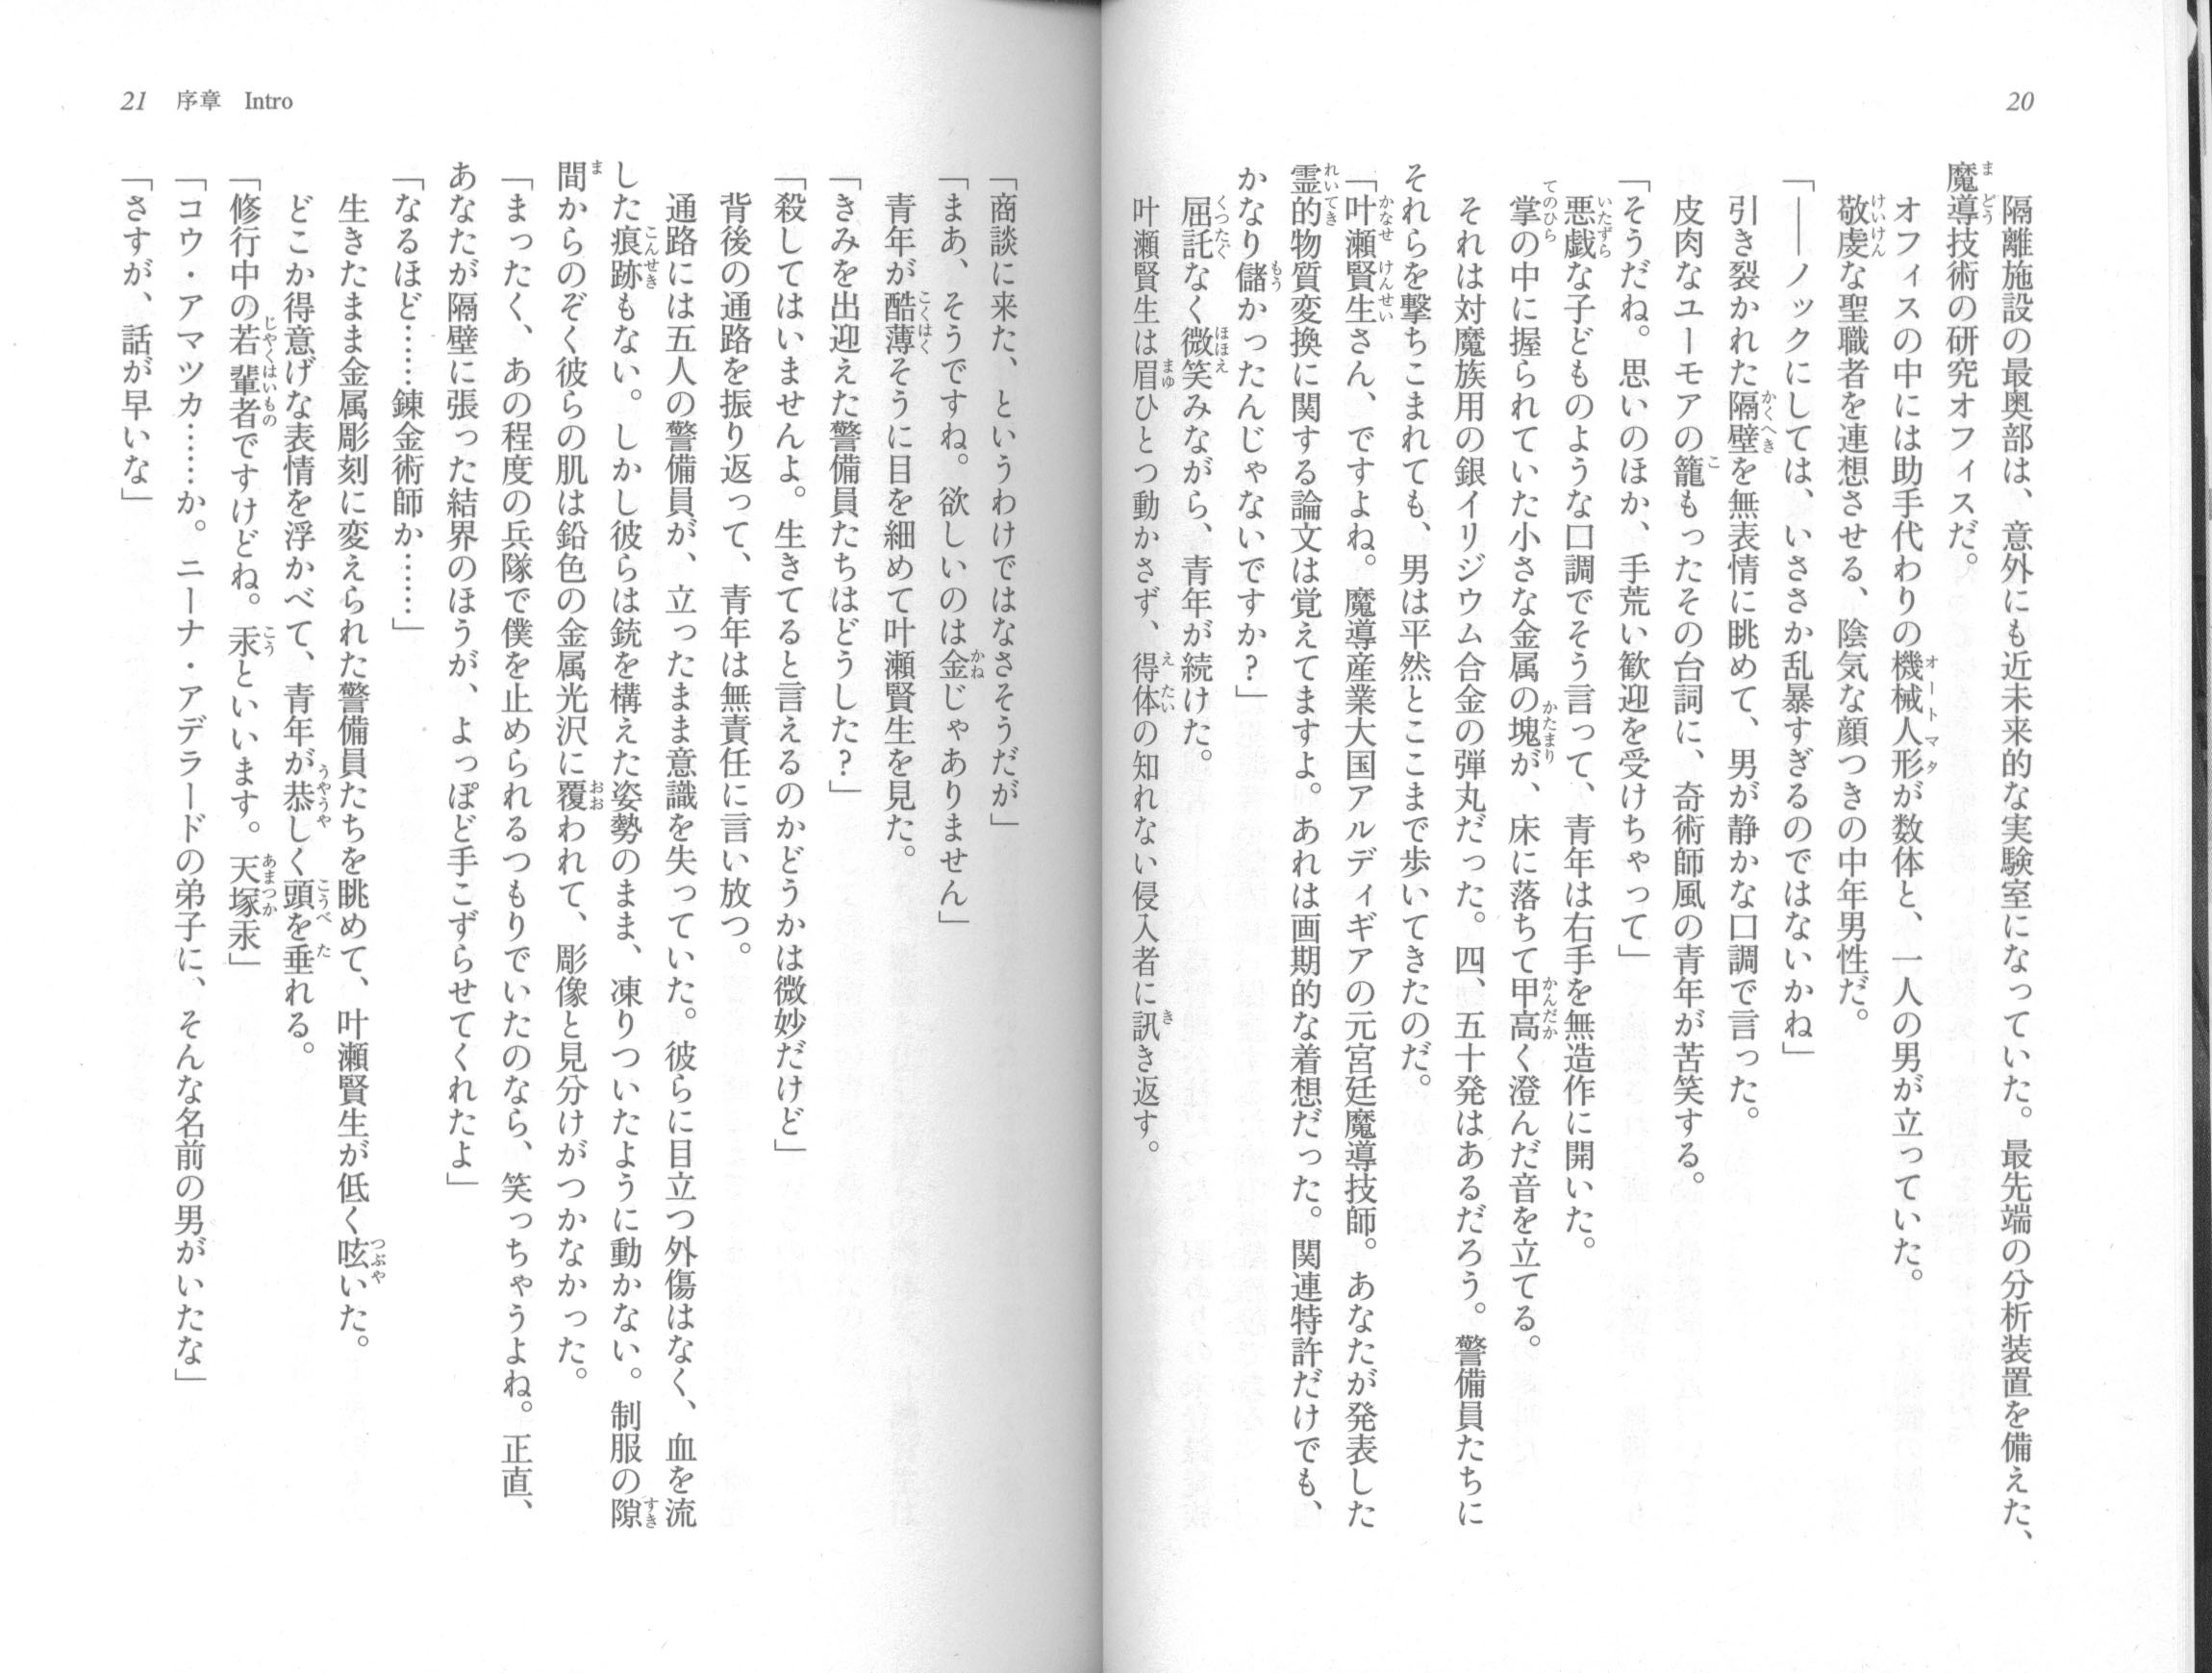 20
隔離施設の最奥部は、意外にも近未来的な実験室になっていた。最先端の分析装置を備えた、
魔導技術の研究オフィスだ。
オフィスの中には助手代わりの機械人形が数体と、一人の男が立っていた。
敬虔な聖職者を連想させる、陰気な顔つきの中年男性だ。
「――ノックにしては、いささか乱暴すぎるのではないかね」
引き裂かれた隔壁を無表情に眺めて、男が静かな口調で言った。
皮肉なユーモアの籠もったその台詞に、奇術師風の青年が苦笑する。
「そうだね。思いのほか、手荒い歓迎を受けちゃって」
悪戯な子どものような口調でそう言って、青年は右手を無造作に開いた。
掌の中に握られていた小さな金属の塊が、床に落ちて甲高く澄んだ音を立てる。
それは対魔族用の銀イリジウム合金の弾丸だった。四、五十発はあるだろう。警備員たちに
それらを撃ちこまれても、男は平然とここまで歩いてきたのだ。
「叶瀬賢生さん、ですよね。魔導産業大国アルディギアの元宮廷魔導技師。あなたが発表した
霊的物質変換に関する論文は覚えてますよ。あれは画期的な着想だった。関連特許だけでも、
かなり儲かったんじゃないですか？」
屈託なく微笑みながら、青年が続けた。
叶瀬賢生は眉ひとつ動かさず、得体の知れない侵入者に訊き返す。
21 序章 Intro
「商談に来た、というわけではなさそうだが」
「まあ、そうですね。欲しいのは金じゃありません」
青年が酷薄そうに目を細めて叶瀬賢生を見た。
「きみを出迎えた警備員たちはどうした？」
「殺してはいませんよ。生きてると言えるのかどうかは微妙だけど」
背後の通路を振り返って、青年は無責任に言い放つ。
通路には五人の警備員が、立ったまま意識を失っていた。彼らに目立つ外傷はなく、血を流
した痕跡もない。しかし彼らは銃を構えた姿勢のまま、凍りついたように動かない。制服の隙
間からのぞく彼らの肌は鉛色の金属光沢に覆われて、彫像と見分けがつかなかった。
「まったく、あの程度の兵隊で僕を止められるつもりでいたのなら、笑っちゃうよね。正直、
あなたが隔壁に張った結界のほうが、よっぽど手こずらせてくれたよ」
「なるほど……錬金術師か……」
生きたまま金属彫刻に変えられた警備員たちを眺めて、叶瀬賢生が低く呟いた。
どこか得意げな表情を浮かべて、青年が恭しく頭を垂れる。
「修行中の若輩者ですけどね。汞といいます。天塚汞」
「コウ・アマツカ……か。ニーナ・アデラードの弟子に、そんな名前の男がいたな」
「さすが、話が早いな」